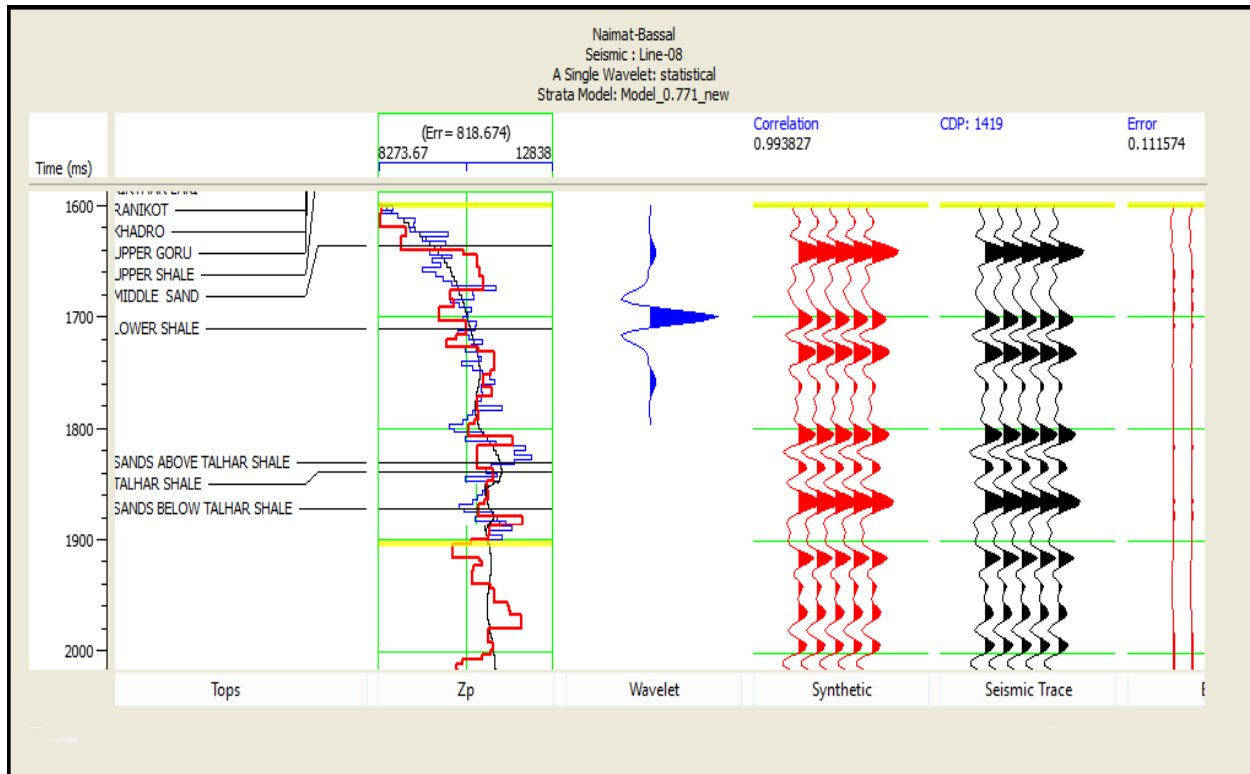 Naimat-Bassal
Seismic : Line-08
A Single Wavelet: statistical
Strata Model: Model_0.771_new
(Err= 818.674)
8273.67 12838
Correlation
0.993827
CDP: 1419
Error
0.111574
Time (ms)
1600
RANIKOT
KHADRO
UPPER GORU
UPPER SHALE
MIDDLE SAND
1700
LOWER SHALE
1800
SANDS ABOVE TALHAR SHALE
TALHAR SHALE
SANDS BELOW TALHAR SHALE
1900
2000
Tops Zp Wavelet Synthetic Seismic Trace